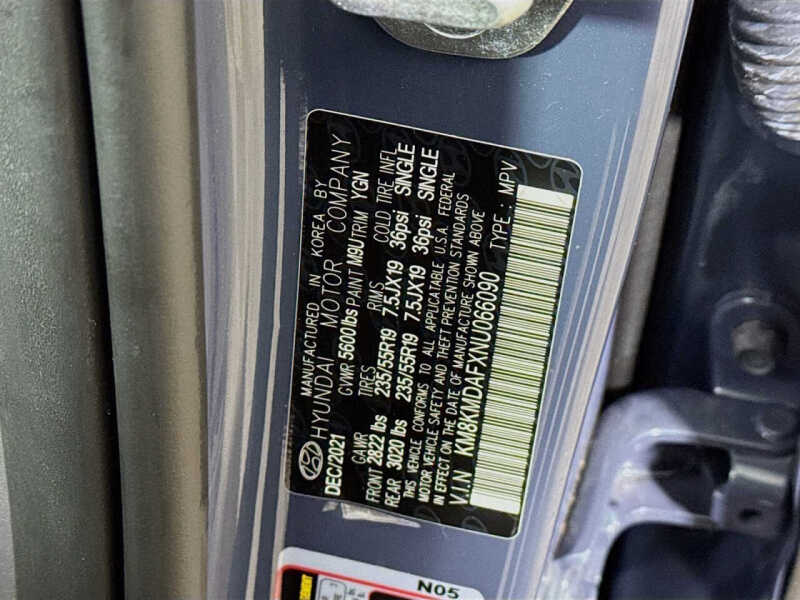 MANUFACTURED IN KOREA BY
HYUNDAI MOTOR COMPANY
DEC/2021 GVWR 5600lbs PAINT M9U TRIM YGN
GAWR TIRES RIMS COLD TIRE INFL
FRONT 2822 lbs 235/55R19 7.5JX19 36psi SINGLE
REAR 3020 lbs 235/55R19 7.5JX19 36psi SINGLE
THIS VEHICLE CONFORMS TO ALL APPLICATABLE U.S.A. FEDERAL
MOTOR VEHICLE SAFETY AND THEFT PREVENTION STANDARDS
IN EFFECT ON THE DATE OF MANUFACTURE SHOWN ABOVE
V.I.N KM8KMDAFXNU066090 TYPE : MPV
N05